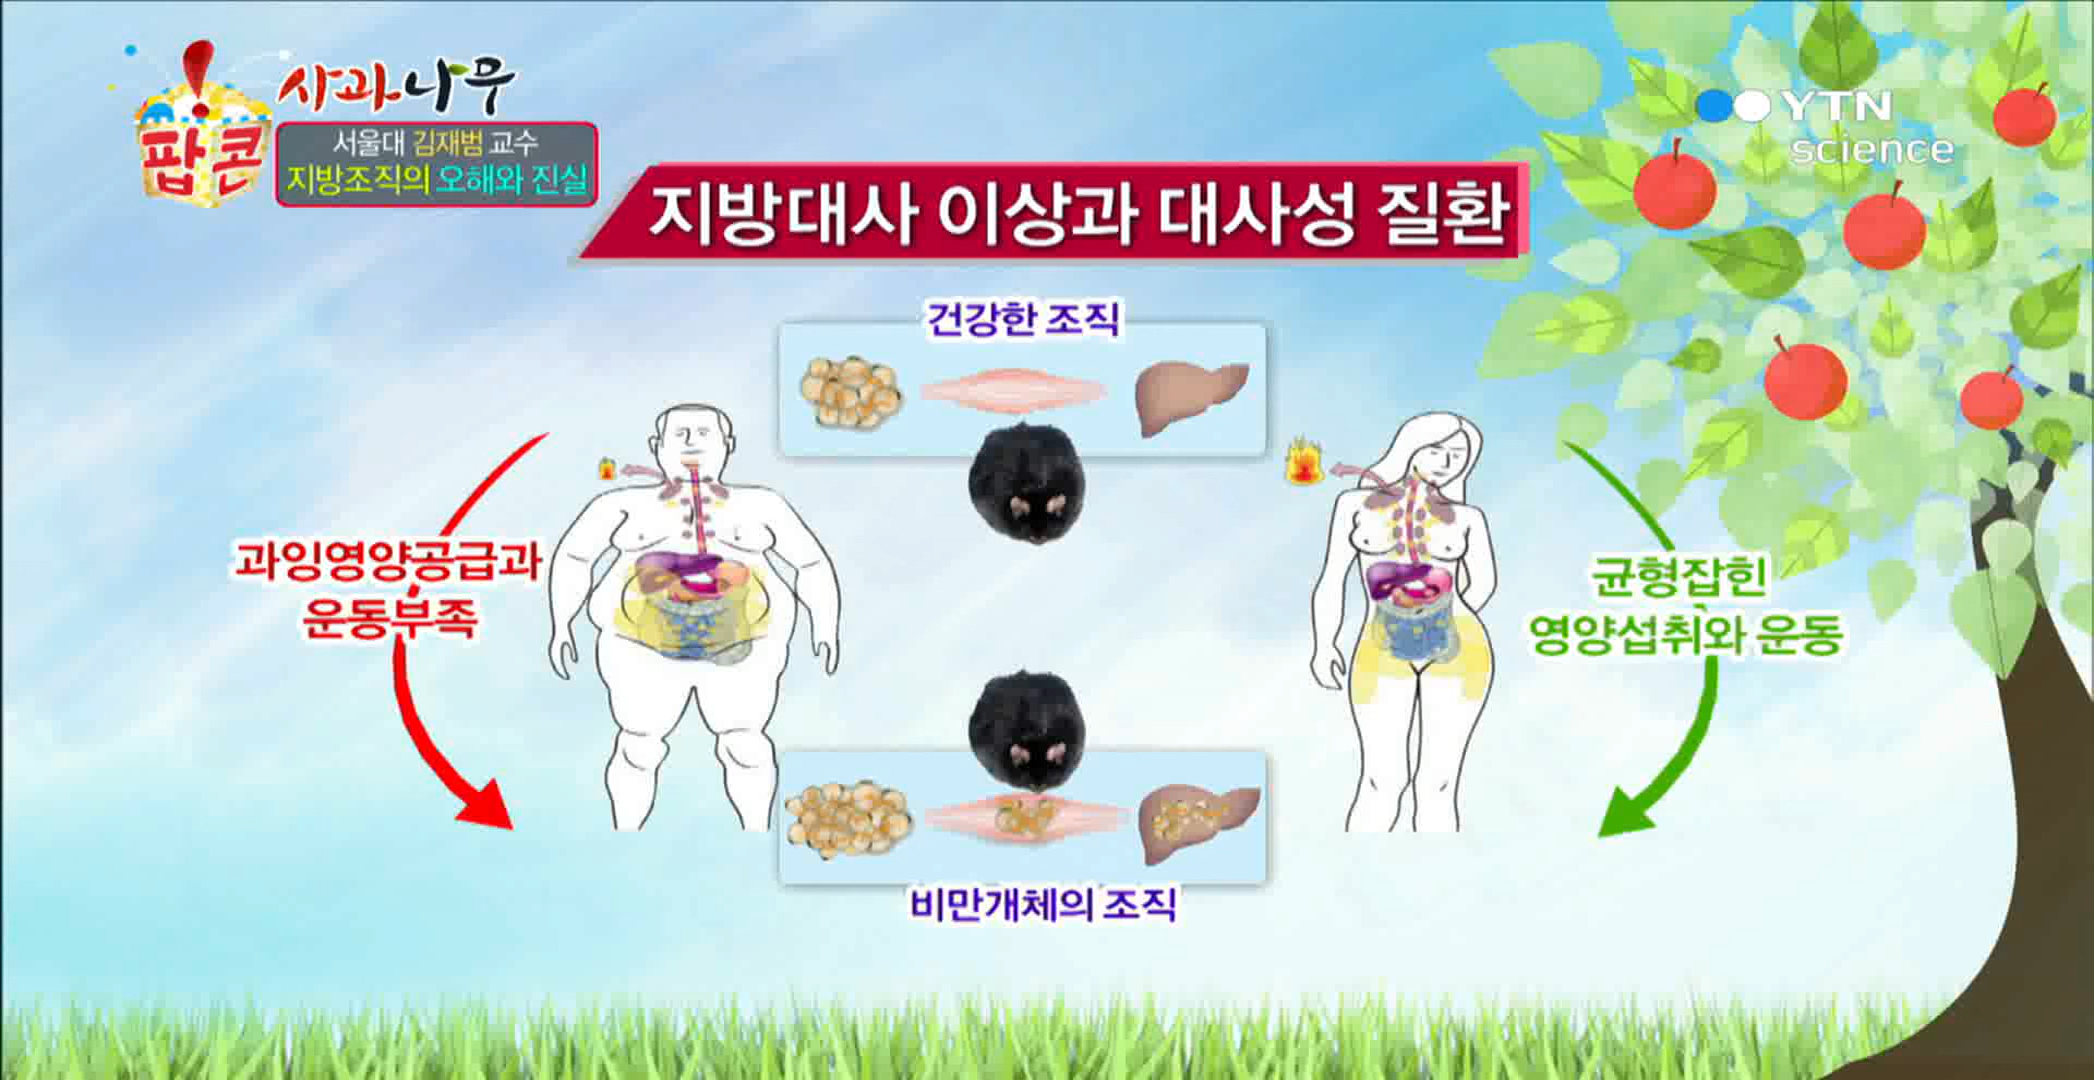 팝콘
사과나무
서울대 김재범 교수
지방조직의 오해와 진실
YTN
science
지방대사 이상과 대사성 질환
건강한 조직
과잉영양공급과
운동부족
균형잡힌
영양섭취와 운동
비만개체의 조직